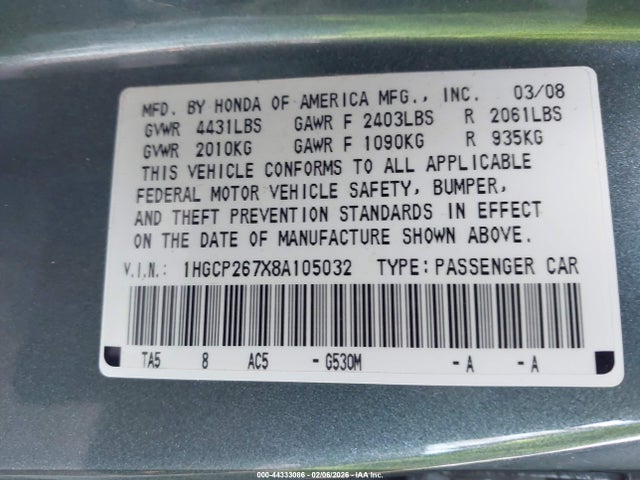 MFD. BY HONDA OF AMERICA MFG., INC. 03/08
GVWR 4431LBS GAWR F 2403LBS R 2061LBS
GVWR 2010KG GAWR F 1090KG R 935KG
THIS VEHICLE CONFORMS TO ALL APPLICABLE
FEDERAL MOTOR VEHICLE SAFETY, BUMPER,
AND THEFT PREVENTION STANDARDS IN EFFECT
ON THE DATE OF MANUFACTURE SHOWN ABOVE.
V.I.N.: 1HGCP267X8A105032 TYPE: PASSENGER CAR
TA5 8 AC5 -G530M -A -A
000-44333086 - 02/06/2026 - IAA Inc.